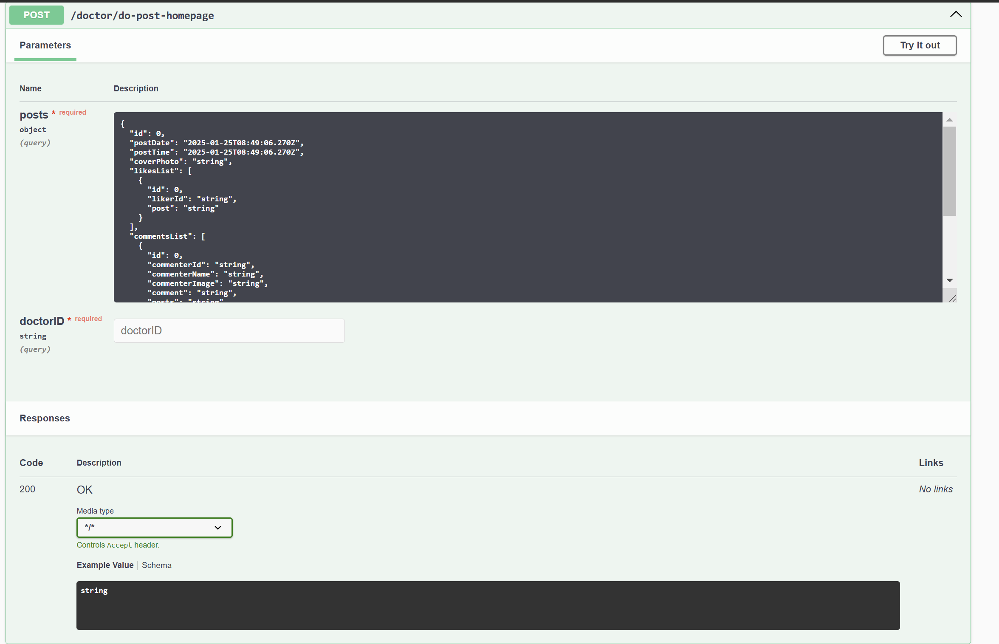 POST /doctor/do-post-homepage
Parameters
Try it out
Name Description
posts * required
object
(query)
{
  "id": 0,
  "postDate": "2025-01-25T08:49:06.270Z",
  "postTime": "2025-01-25T08:49:06.270Z",
  "coverPhoto": "string",
  "likesList": [
    {
      "id": 0,
      "likerId": "string",
      "post": "string"
    }
  ],
  "commentsList": [
    {
      "id": 0,
      "commenterId": "string",
      "commenterName": "string",
      "commenterImage": "string",
      "comment": "string",
      "posts": "string"
doctorID * required
string
(query)
doctorID
Responses
Code Description Links
200 OK No links
Media type
*/*
Controls Accept header.
Example Value Schema
string